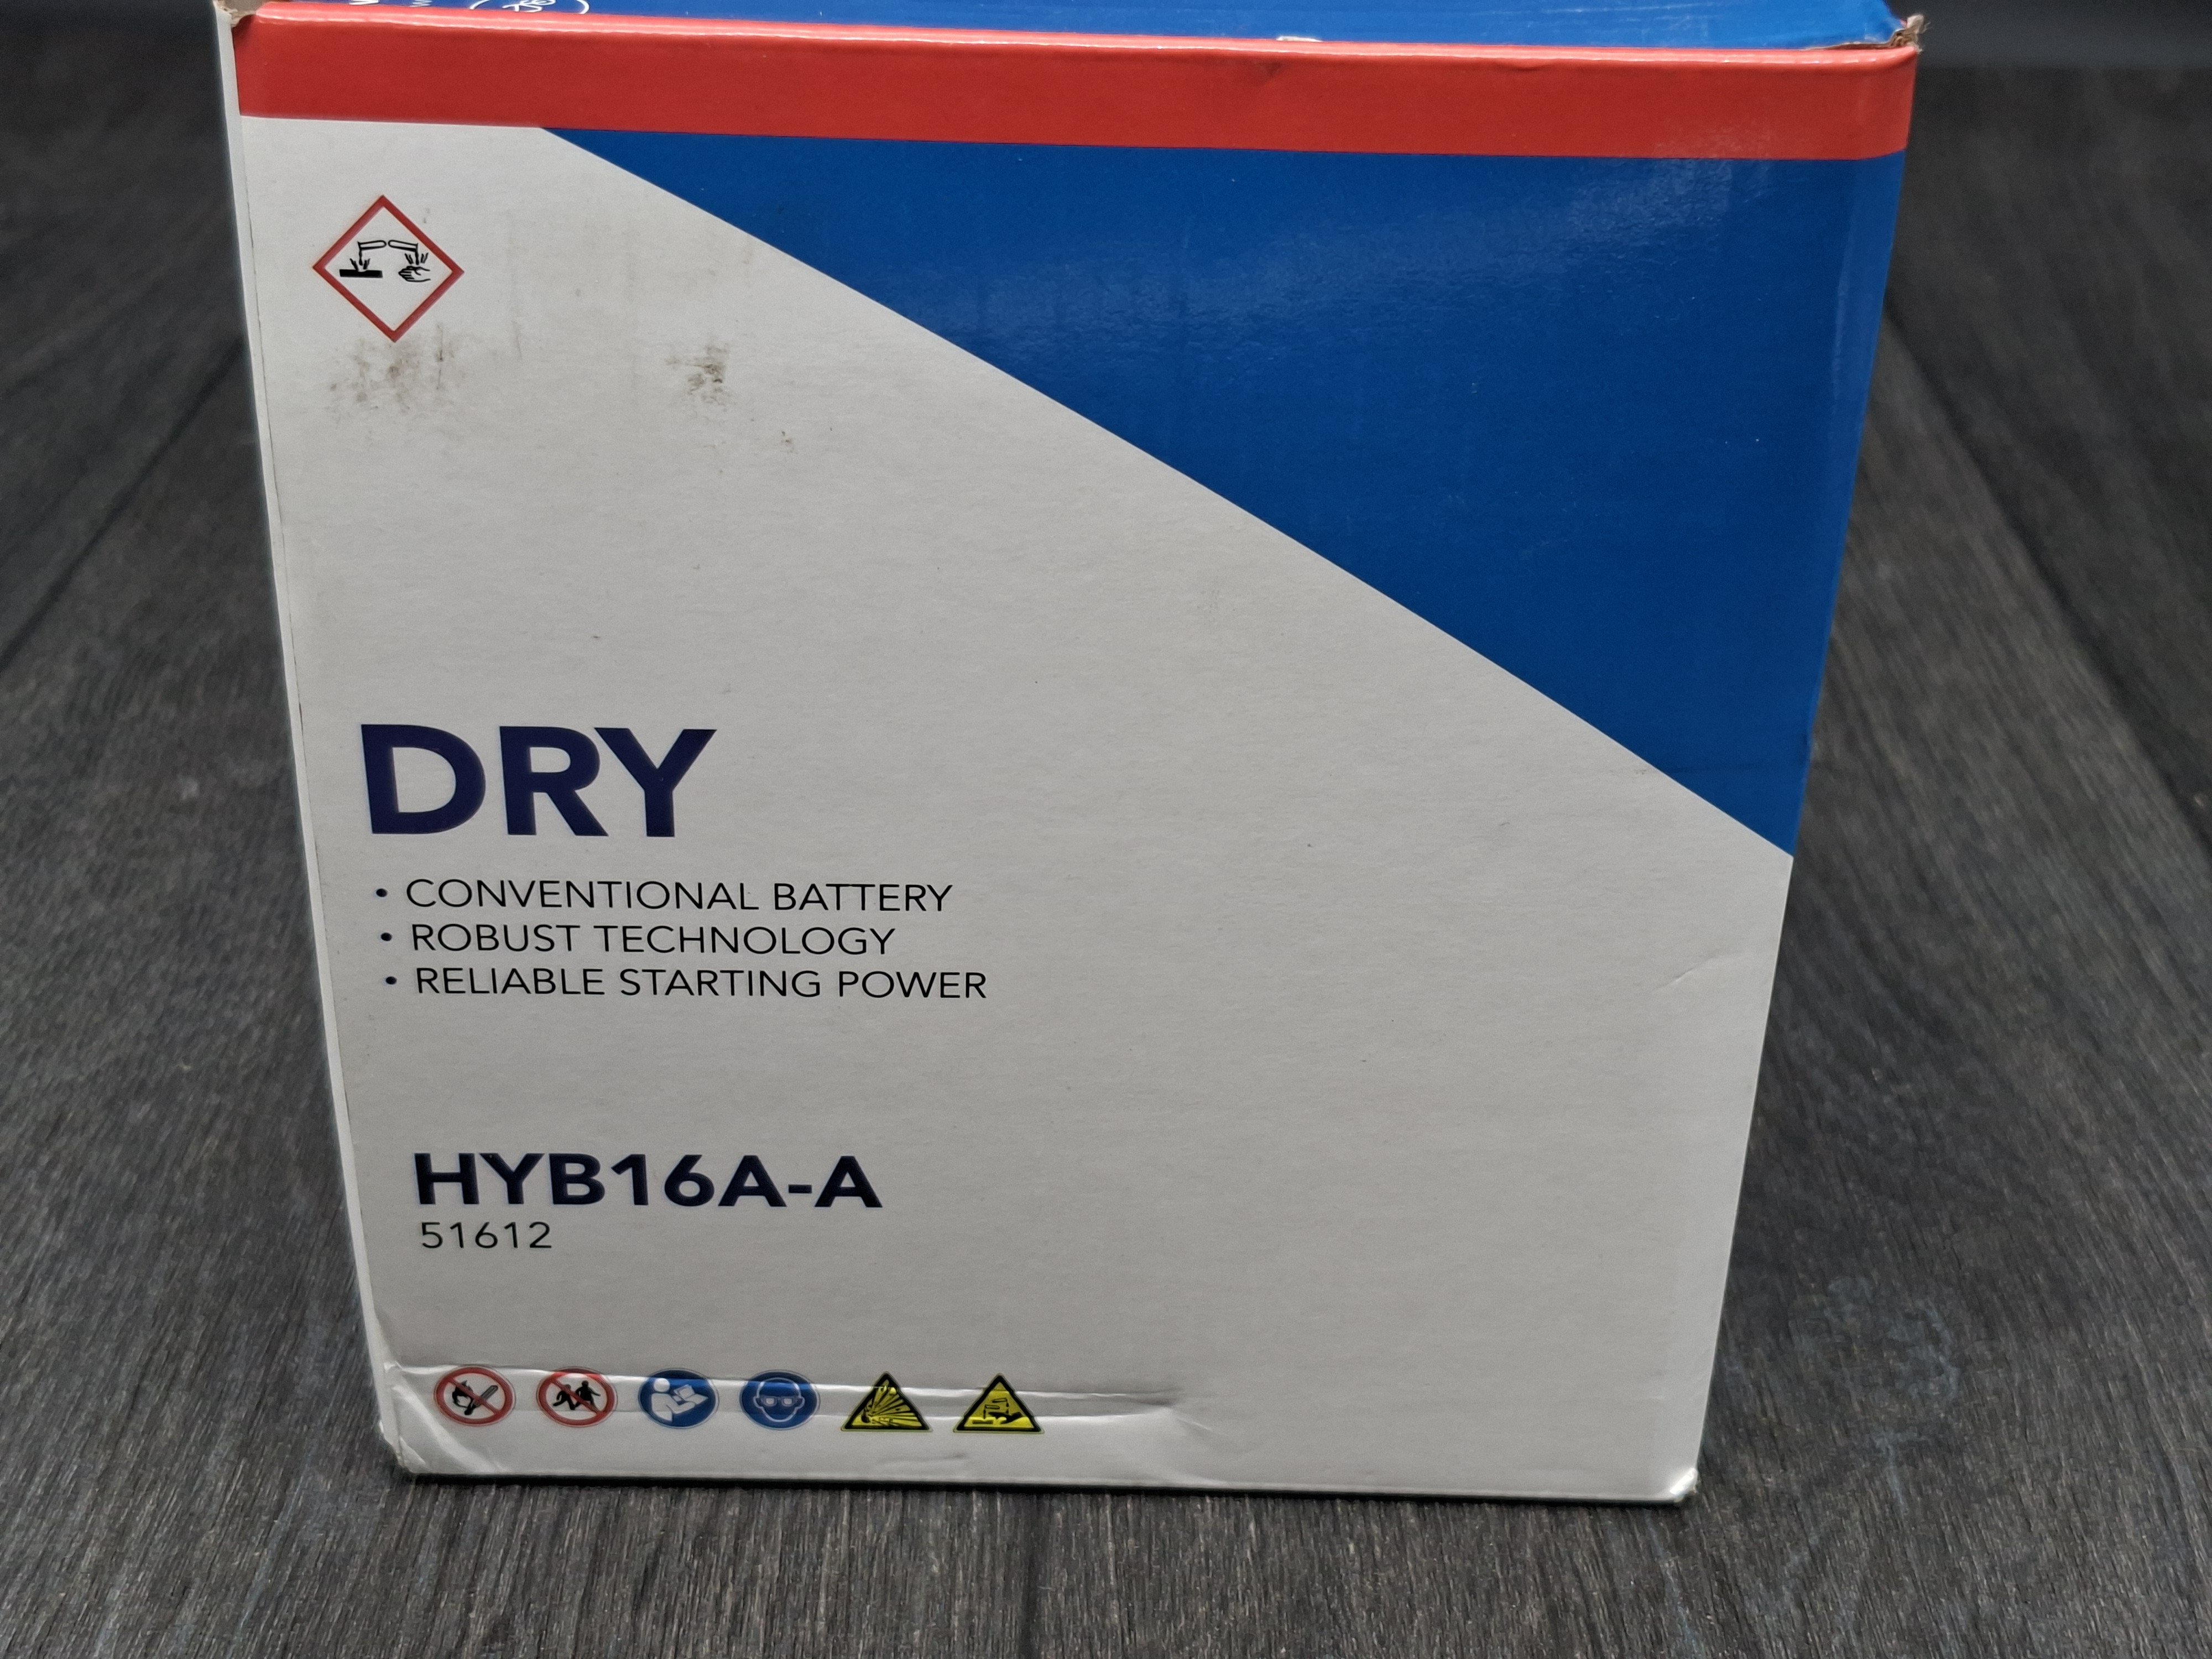 DRY
• CONVENTIONAL BATTERY
• ROBUST TECHNOLOGY
• RELIABLE STARTING POWER
HYB16A-A
51612